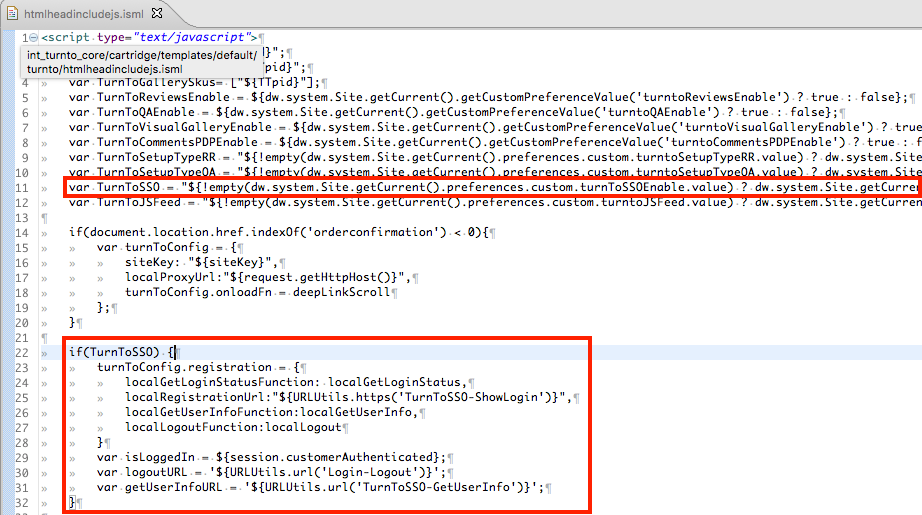 htmlheadincludejs.isml
1 <script type="text/javascript">¶
int_turnto_core/cartridge/templates/default/
}";¶
turnto/htmlheadincludejs.isml
pid}";¶
4 » var·TurnToGallerySkus=·["${TTpid}"];¶
5 » var·TurnToReviewsEnable·=·${dw.system.Site.getCurrent().getCustomPreferenceValue('turntoReviewsEnable')·?·true·:·false};¶
6 » var·TurnToQAEnable·=·${dw.system.Site.getCurrent().getCustomPreferenceValue('turntoQAEnable')·?·true·:·false};¶
7 » var·TurnToVisualGalleryEnable·=·${dw.system.Site.getCurrent().getCustomPreferenceValue('turntoVisualGalleryEnable')·?·true
8 » var·TurnToCommentsPDPEnable·=·${dw.system.Site.getCurrent().getCustomPreferenceValue('turntoCommentsPDPEnable')·?·true·:·f
9 » var·TurnToSetupTypeRR·=·"${!empty(dw.system.Site.getCurrent().preferences.custom.turntoSetupTypeRR.value)·?·dw.system.Site
10 » var·TurnToSetupTypeQA·=·"${!empty(dw.system.Site.getCurrent().preferences.custom.turntoSetupTypeQA.value)·?·dw.system.Site
11 » var·TurnToSSO·=·"${!empty(dw.system.Site.getCurrent().preferences.custom.turnToSSOEnable.value)·?·dw.system.Site.getCurre
12 » var·TurnToJSFeed·=·"${!empty(dw.system.Site.getCurrent().preferences.custom.turntoJSFeed.value)·?·dw.system.Site.getCurren
13 ¶
14 » if(document.location.href.indexOf('orderconfirmation')·<·0){¶
15 » » var·turnToConfig·=·{¶
16 » » » siteKey:·"${siteKey}",¶
17 » » » localProxyUrl:"${request.getHttpHost()}",¶
18 » » » turnToConfig.onloadFn·=·deepLinkScroll¶
19 » » };¶
20 » }¶
21 ¶
22 » if(TurnToSSO)·{¶
23 » » turnToConfig.registration·=·{¶
24 » » » localGetLoginStatusFunction:·localGetLoginStatus,¶
25 » » » localRegistrationUrl:"${URLUtils.https('TurnToSSO-ShowLogin')}",¶
26 » » » localGetUserInfoFunction:localGetUserInfo,¶
27 » » » localLogoutFunction:localLogout¶
28 » » }¶
29 » » var·isLoggedIn·=·${session.customerAuthenticated};¶
30 » » var·logoutURL·=·'${URLUtils.url('Login-Logout')}';¶
31 » » var·getUserInfoURL·=·'${URLUtils.url('TurnToSSO-GetUserInfo')}';¶
32 » }¶